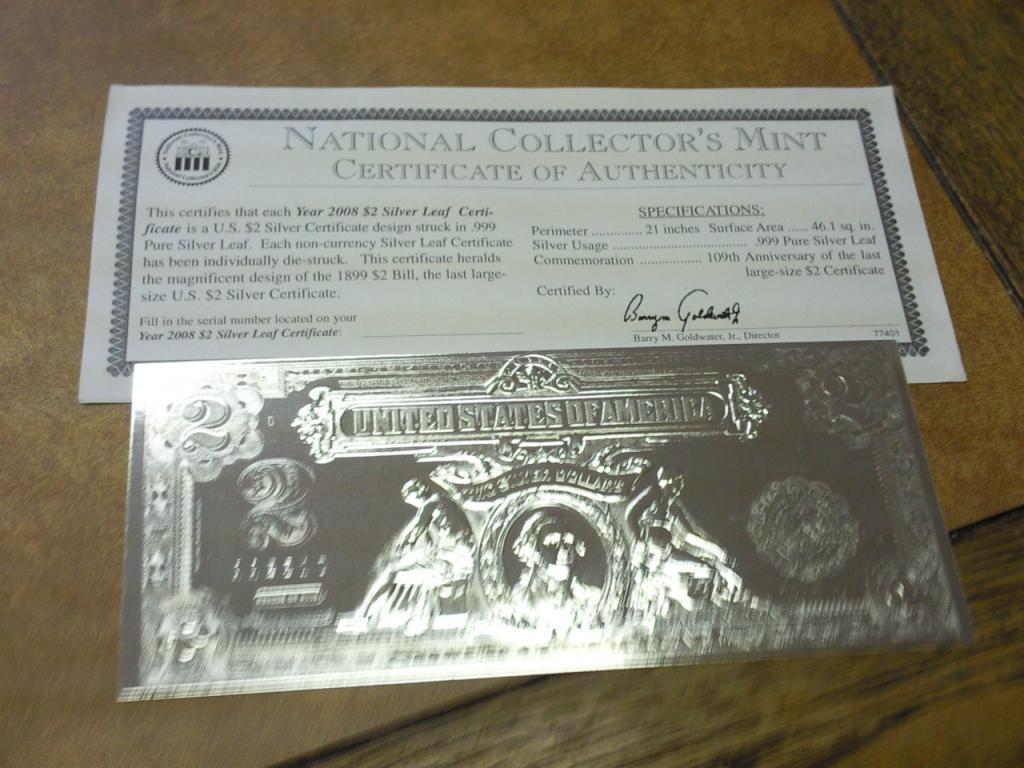 NATIONAL COLLECTOR'S MINT
CERTIFICATE OF AUTHENTICITY
This certifies that each Year 2008 $2 Silver Leaf Certi-
ficate is a U.S. $2 Silver Certificate design struck in .999
Pure Silver Leaf. Each non-currency Silver Leaf Certificate
has been individually die-struck. This certificate heralds
the magnificent design of the 1899 $2 Bill, the last large-
size U.S. $2 Silver Certificate.
Fill in the serial number located on your
Year 2008 $2 Silver Leaf Certificate:
SPECIFICATIONS:
Perimeter ............. 21 inches Surface Area ...... 46.1 sq. in.
Silver Usage .................................... .999 Pure Silver Leaf
Commemoration ................. 109th Anniversary of the last
large-size $2 Certificate
Certified By:
Barry M. Goldwater, Jr., Director
77401
2
UNITED STATES OF AMERICA
2
TWO SILVER DOLLARS
2